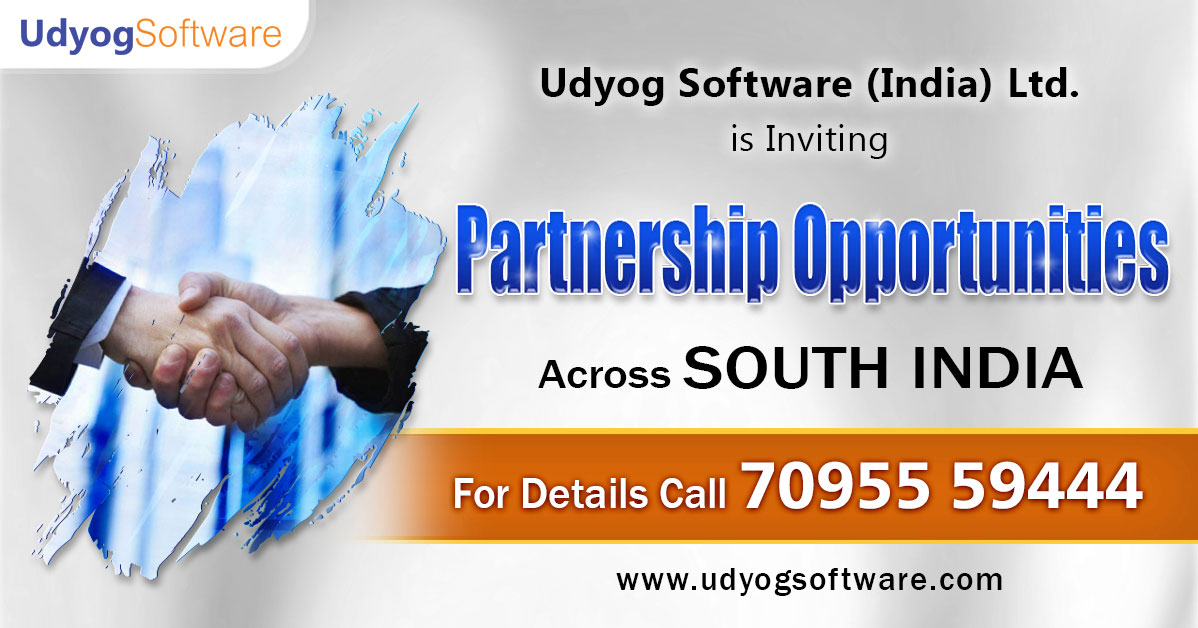 UdyogSoftware
Udyog Software (India) Ltd.
is Inviting
Partnership Opportunities
Across SOUTH INDIA
For Details Call 70955 59444
www.udyogsoftware.com